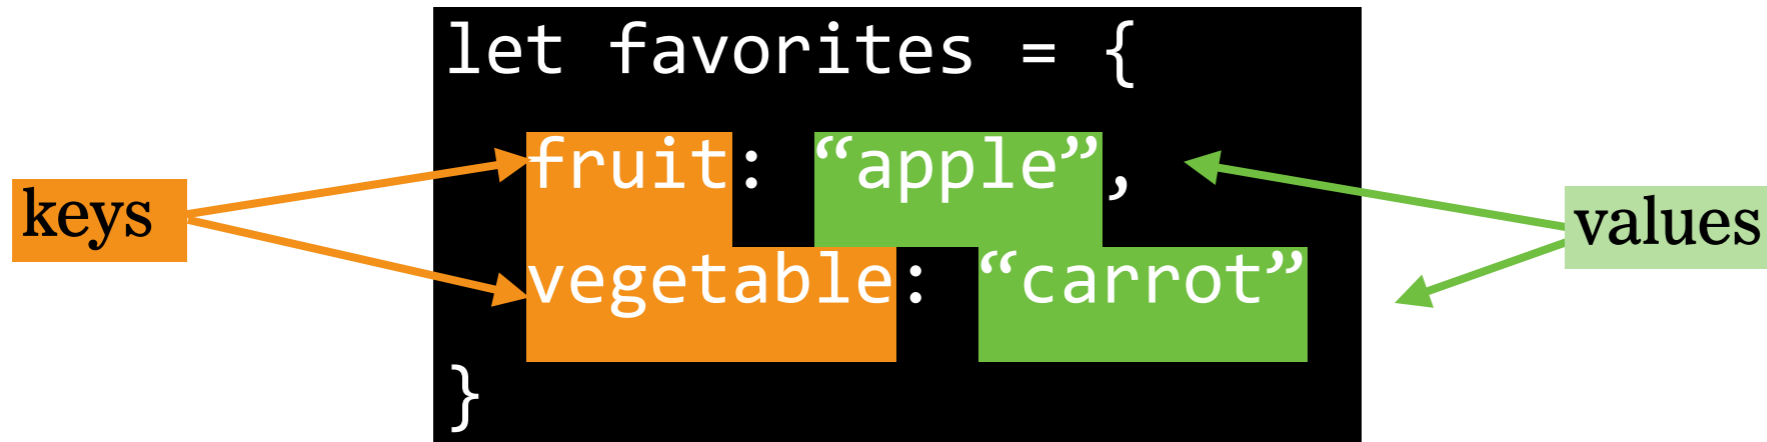 let favorites = {
fruit: “apple”,
keys
values
vegetable: “carrot”
}